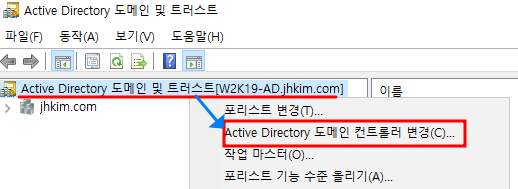 Active Directory 도메인 및 트러스트
파일(F) 동작(A) 보기(V) 도움말(H)
Active Directory 도메인 및 트러스트[W2K19-AD.jhkim.com]
이름
jhkim.com
포리스트 변경(T)...
Active Directory 도메인 컨트롤러 변경(C)...
작업 마스터(O)...
포리스트 기능 수준 올리기(A)...